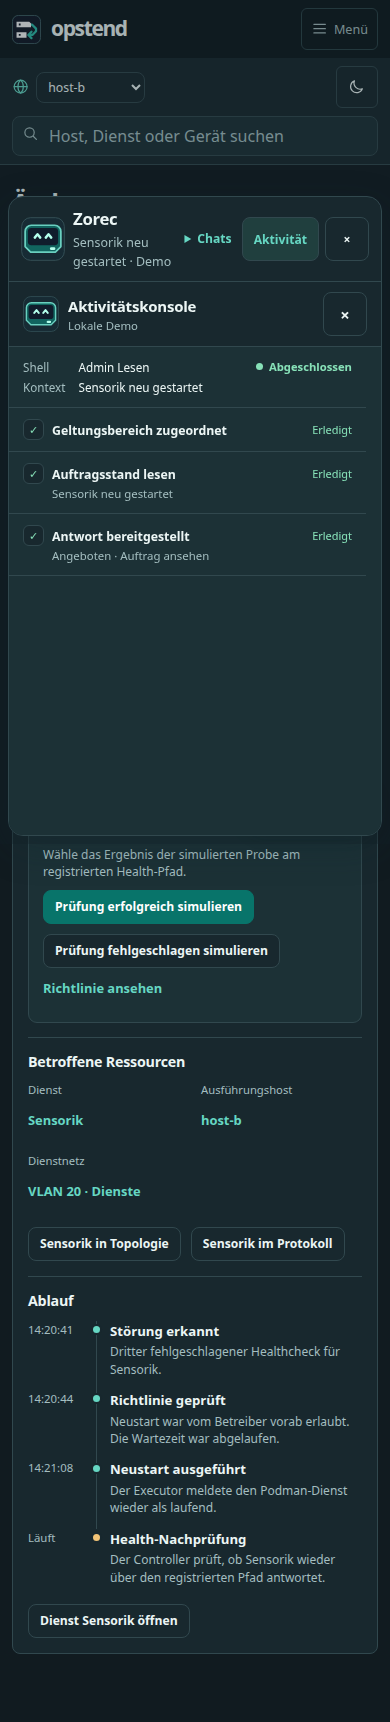 opstend
Menü
host-b
Host, Dienst oder Gerät suchen
Zorec
Sensorik neu
gestartet · Demo
▶ Chats
Aktivität
×
Aktivitätskonsole
Lokale Demo
×
Shell Admin Lesen
Abgeschlossen
Kontext Sensorik neu gestartet
✓ Geltungsbereich zugeordnet Erledigt
✓ Auftragsstand lesen Erledigt
Sensorik neu gestartet
✓ Antwort bereitgestellt Erledigt
Angeboten · Auftrag ansehen
Wähle das Ergebnis der simulierten Probe am
registrierten Health-Pfad.
Prüfung erfolgreich simulieren
Prüfung fehlgeschlagen simulieren
Richtlinie ansehen
Betroffene Ressourcen
Dienst Ausführungshost
Sensorik host-b
Dienstnetz
VLAN 20 · Dienste
Sensorik in Topologie Sensorik im Protokoll
Ablauf
14:20:41 Störung erkannt
Dritter fehlgeschlagener Healthcheck für
Sensorik.
14:20:44 Richtlinie geprüft
Neustart war vom Betreiber vorab erlaubt.
Die Wartezeit war abgelaufen.
14:21:08 Neustart ausgeführt
Der Executor meldete den Podman-Dienst
wieder als laufend.
Läuft Health-Nachprüfung
Der Controller prüft, ob Sensorik wieder
über den registrierten Pfad antwortet.
Dienst Sensorik öffnen